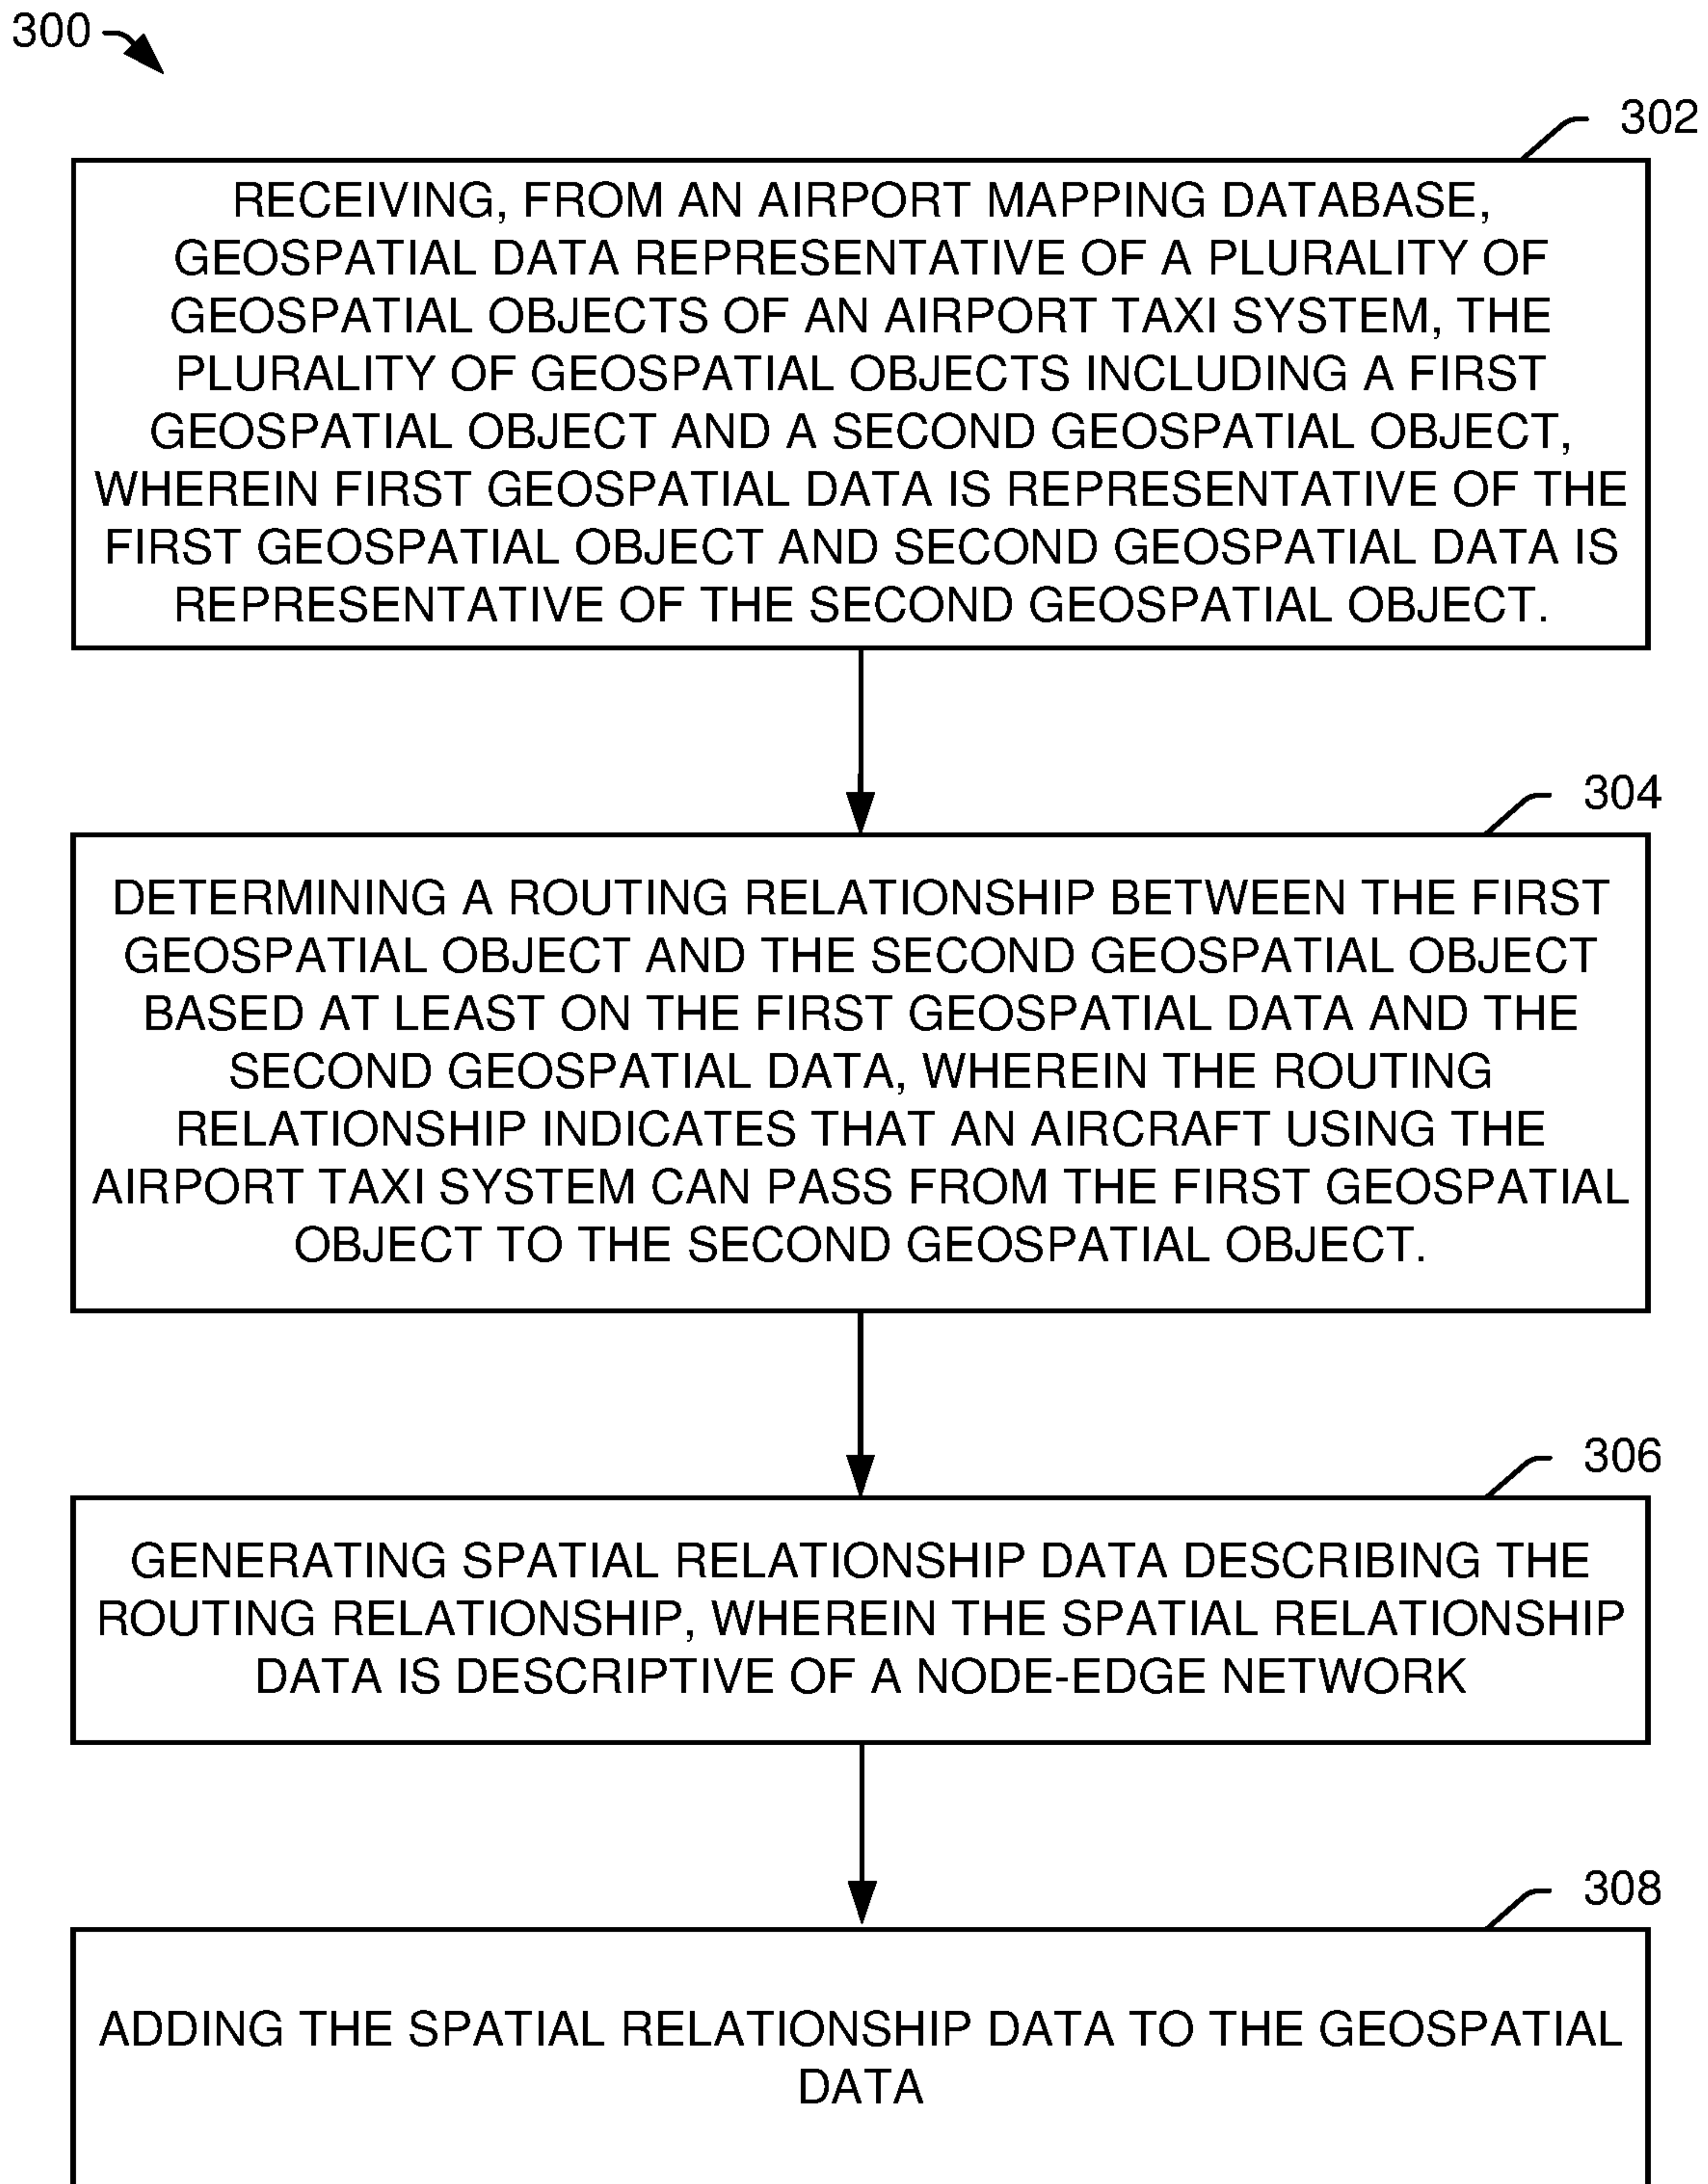 300
302
RECEIVING, FROM AN AIRPORT MAPPING DATABASE,
GEOSPATIAL DATA REPRESENTATIVE OF A PLURALITY OF
GEOSPATIAL OBJECTS OF AN AIRPORT TAXI SYSTEM, THE
PLURALITY OF GEOSPATIAL OBJECTS INCLUDING A FIRST
GEOSPATIAL OBJECT AND A SECOND GEOSPATIAL OBJECT,
WHEREIN FIRST GEOSPATIAL DATA IS REPRESENTATIVE OF THE
FIRST GEOSPATIAL OBJECT AND SECOND GEOSPATIAL DATA IS
REPRESENTATIVE OF THE SECOND GEOSPATIAL OBJECT.
304
DETERMINING A ROUTING RELATIONSHIP BETWEEN THE FIRST
GEOSPATIAL OBJECT AND THE SECOND GEOSPATIAL OBJECT
BASED AT LEAST ON THE FIRST GEOSPATIAL DATA AND THE
SECOND GEOSPATIAL DATA, WHEREIN THE ROUTING
RELATIONSHIP INDICATES THAT AN AIRCRAFT USING THE
AIRPORT TAXI SYSTEM CAN PASS FROM THE FIRST GEOSPATIAL
OBJECT TO THE SECOND GEOSPATIAL OBJECT.
306
GENERATING SPATIAL RELATIONSHIP DATA DESCRIBING THE
ROUTING RELATIONSHIP, WHEREIN THE SPATIAL RELATIONSHIP
DATA IS DESCRIPTIVE OF A NODE-EDGE NETWORK
308
ADDING THE SPATIAL RELATIONSHIP DATA TO THE GEOSPATIAL
DATA